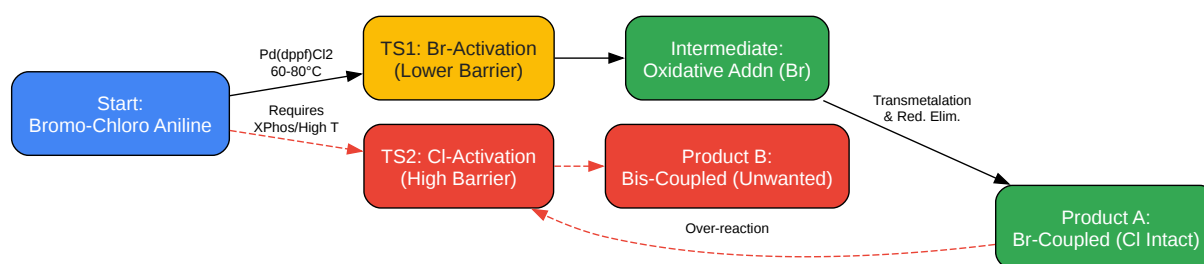 Start:
Bromo-Chloro Aniline
Pd(dppf)Cl2
60-80°C
Requires
XPhos/High T
TS1: Br-Activation
(Lower Barrier)
TS2: Cl-Activation
(High Barrier)
Intermediate:
Oxidative Addn (Br)
Product B:
Bis-Coupled (Unwanted)
Transmetalation
& Red. Elim.
Over-reaction
Product A:
Br-Coupled (Cl Intact)